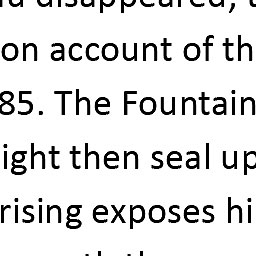 disappeared,
on account of th
85. The Fountain
ight then seal up
rising exposes hi